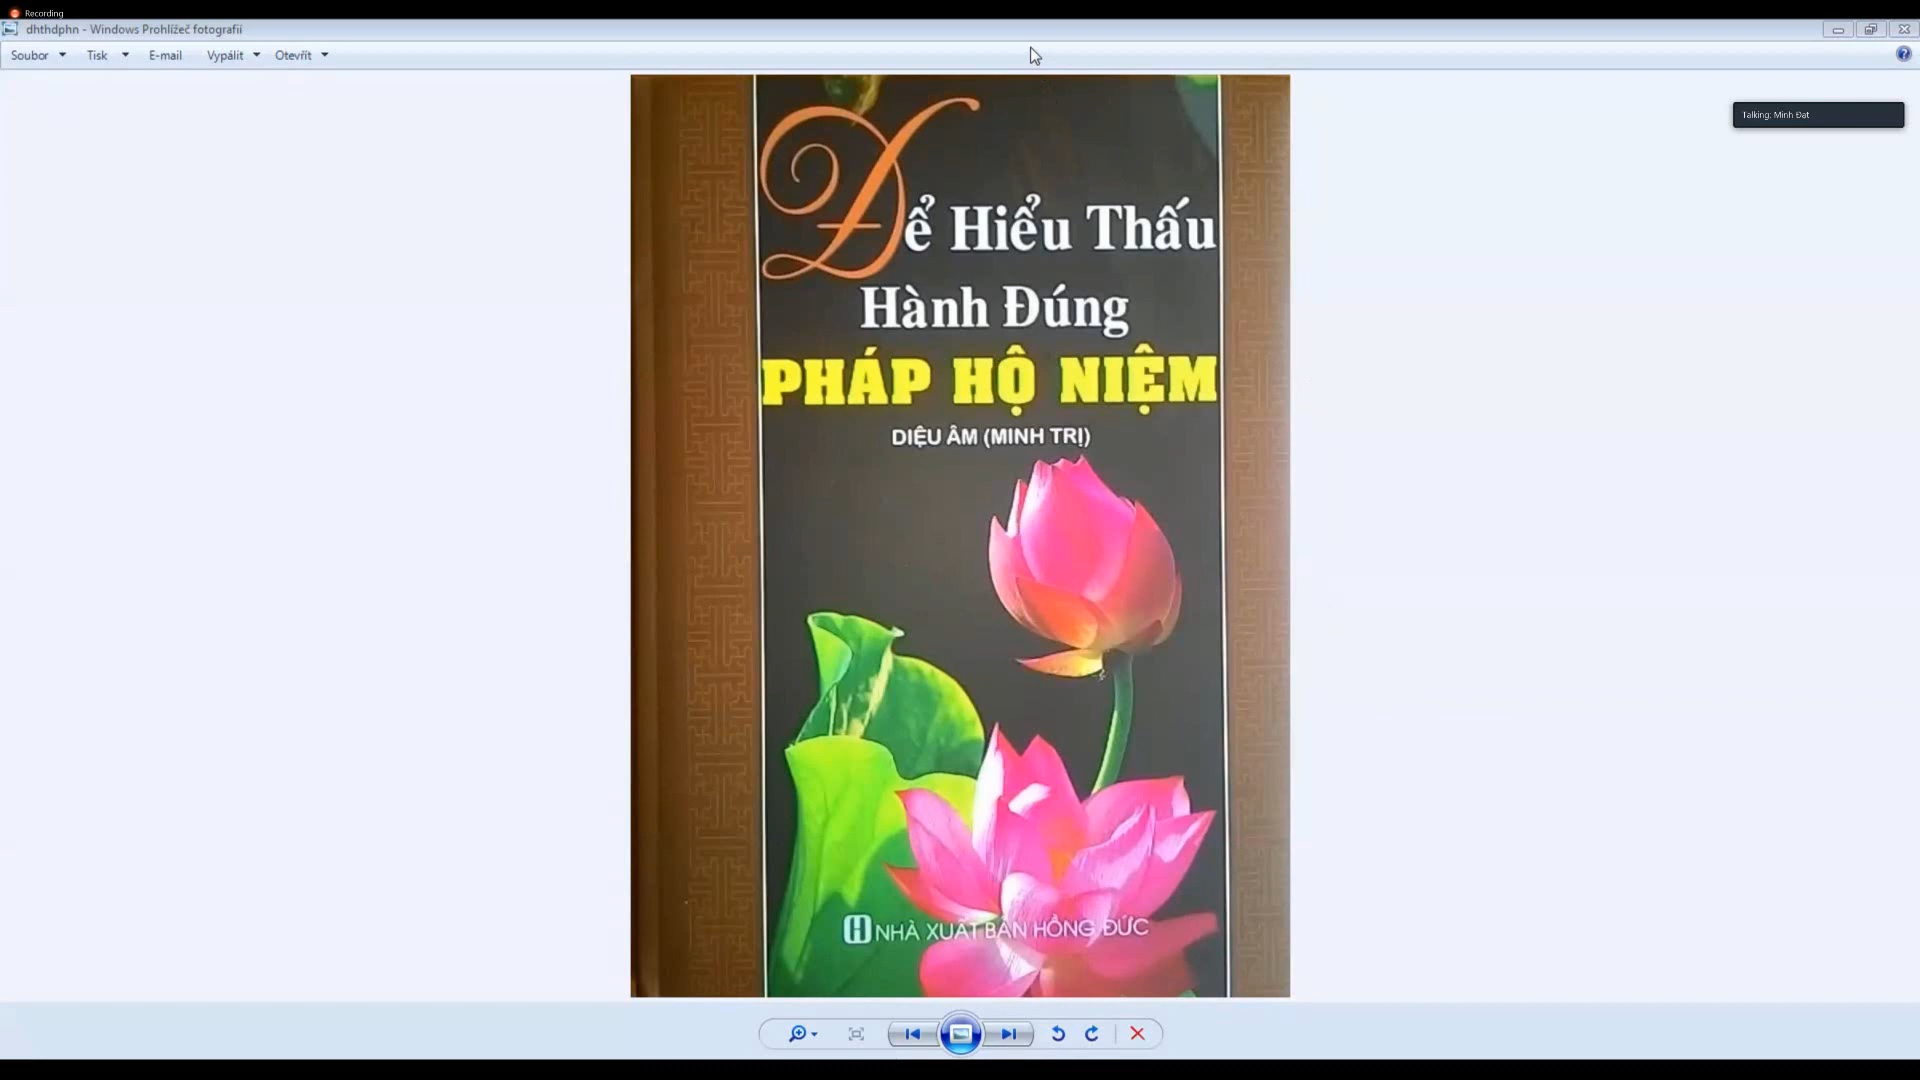 Recording
dhthdphn - Windows Prohlížeč fotografií
Soubor Tisk E-mail Vypálit Otevřít
Talking: Minh Đat
Để Hiểu Thấu
Hành Đúng
PHÁP HỘ NIỆM
DIỆU ÂM (MINH TRỊ)
NHÀ XUẤT BẢN HỒNG ĐỨC